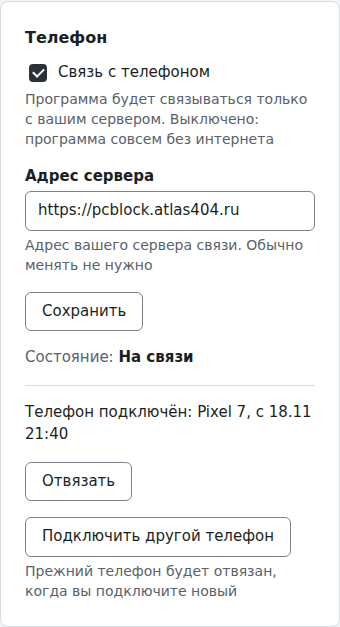 Телефон
Связь с телефоном
Программа будет связываться только
с вашим сервером. Выключено:
программа совсем без интернета
Адрес сервера
https://pcblock.atlas404.ru
Адрес вашего сервера связи. Обычно
менять не нужно
Сохранить
Состояние: На связи
Телефон подключён: Pixel 7, с 18.11
21:40
Отвязать
Подключить другой телефон
Прежний телефон будет отвязан,
когда вы подключите новый